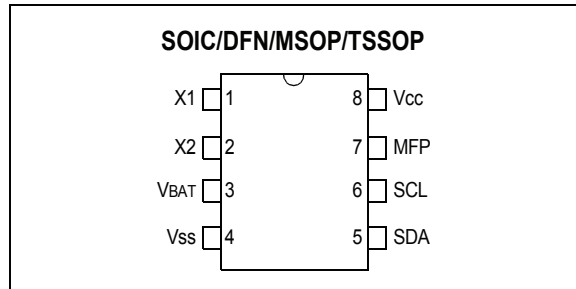 SOIC/DFN/MSOP/TSSOP
X1 1 8 Vcc
X2 2 7 MFP
VBAT 3 6 SCL
Vss 4 5 SDA